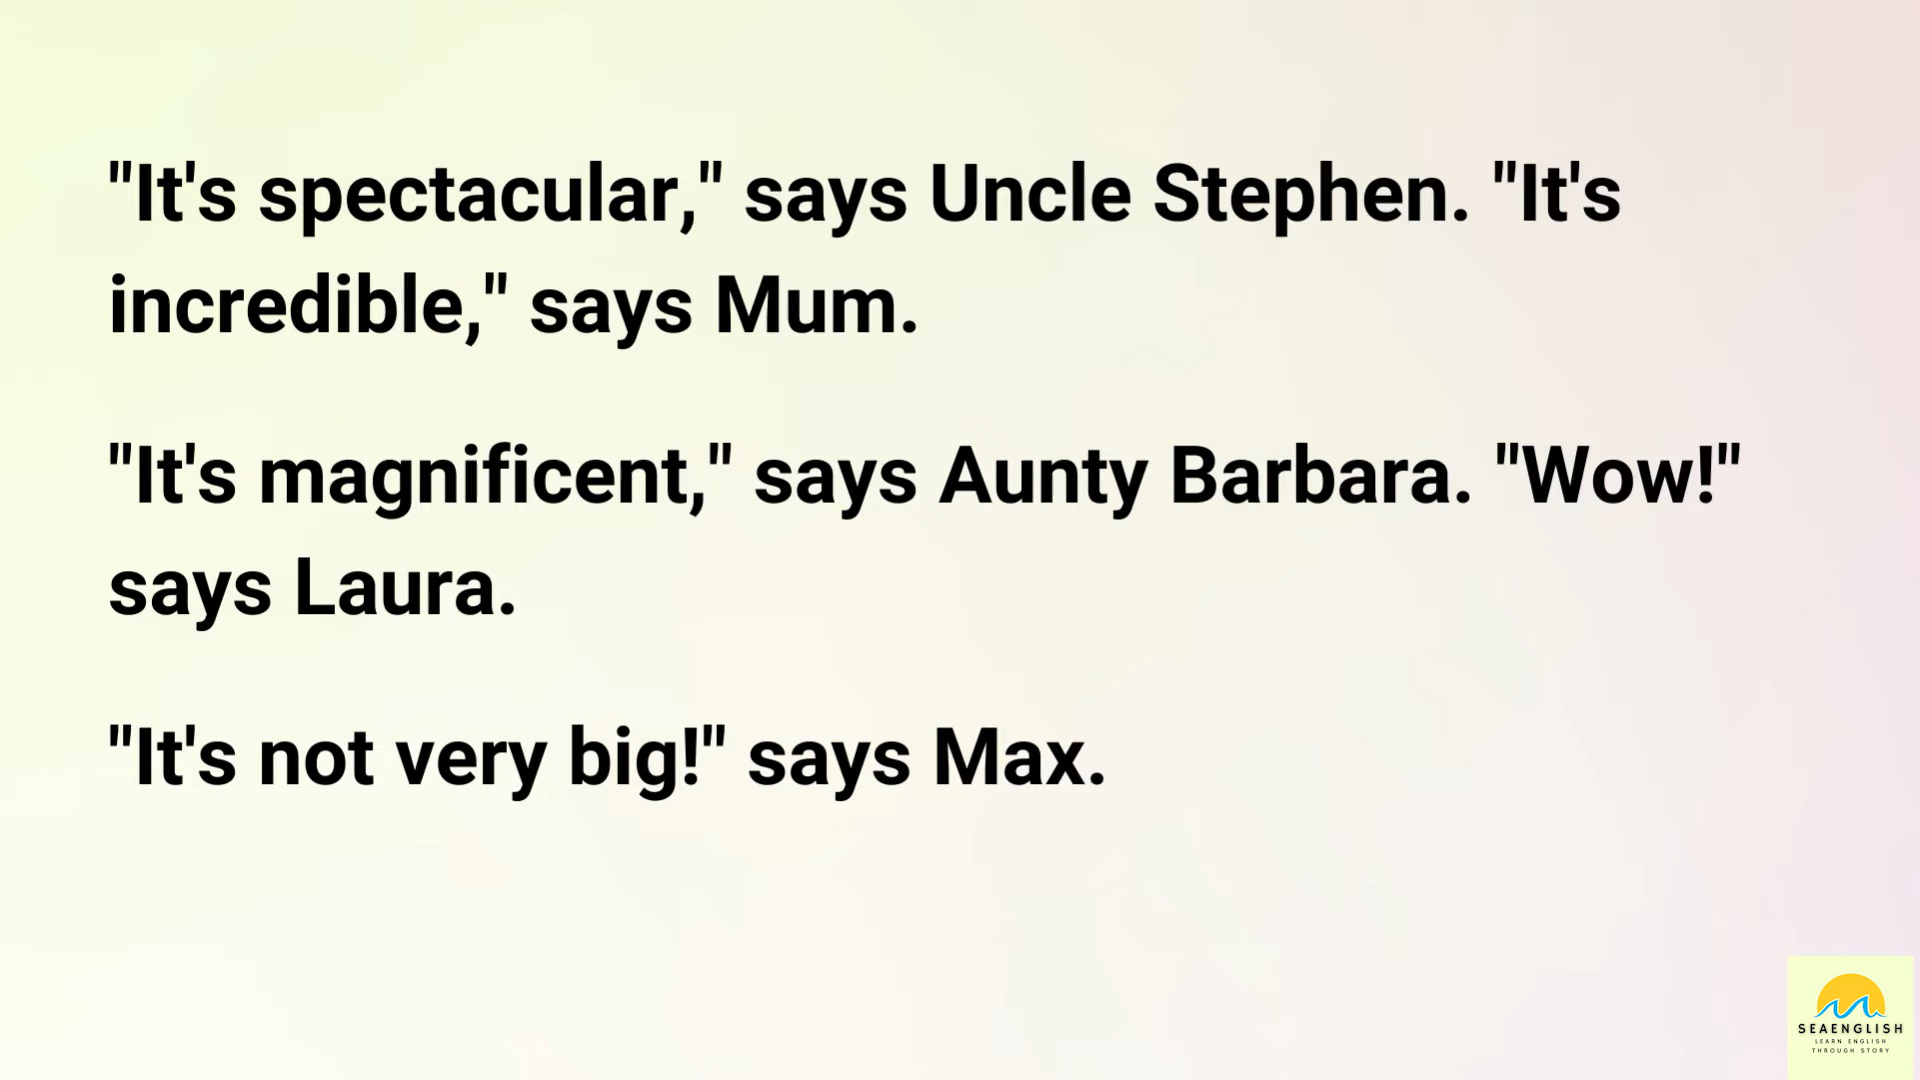 "It's spectacular," says Uncle Stephen. "It's
incredible," says Mum.
"It's magnificent," says Aunty Barbara. "Wow!"
says Laura.
"It's not very big!" says Max.
SEAENGLISH
LEARN ENGLISH
THROUGH STORY